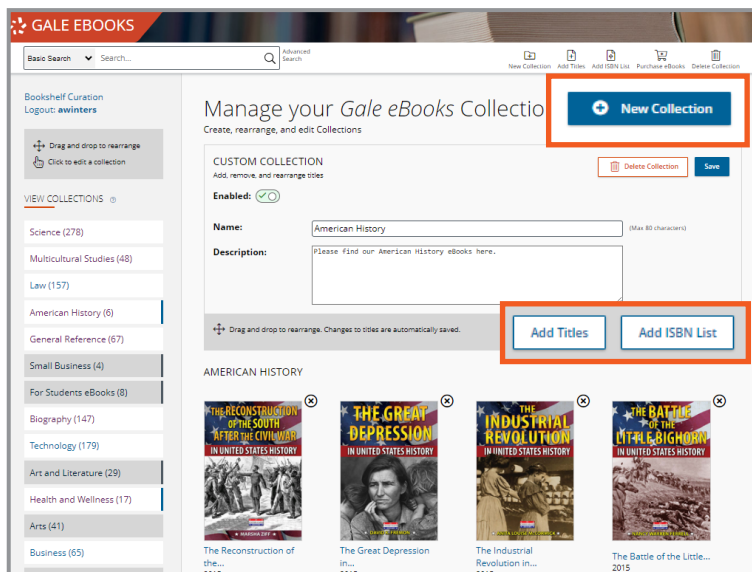 GALE EBOOKS
Basic Search
Search...
Advanced
Search
New Collection
Add Titles
Add ISBN List
Purchase eBooks
Delete Collection
Bookshelf Curation
Logout: awinters
Drag and drop to rearrange
Click to edit a collection
VIEW COLLECTIONS
Science (278)
Multicultural Studies (48)
Law (157)
American History (6)
General Reference (67)
Small Business (4)
For Students eBooks (8)
Biography (147)
Technology (179)
Art and Literature (29)
Health and Wellness (17)
Arts (41)
Business (65)
Manage your Gale eBooks Collectio
New Collection
Create, rearrange, and edit Collections
CUSTOM COLLECTION
Add, remove, and rearrange titles
Delete Collection
Save
Enabled:
Name:
American History
(Max 80 characters)
Description:
Please find our American History eBooks here.
Drag and drop to rearrange. Changes to titles are automatically saved.
Add Titles
Add ISBN List
AMERICAN HISTORY
THE RECONSTRUCTION
OF THE SOUTH
AFTER THE CIVIL WAR
IN UNITED STATES HISTORY
MARSHA ZIFF
The Reconstruction of
the...
2015
THE GREAT
DEPRESSION
IN UNITED STATES HISTORY
The Great Depression
in...
2015
THE
INDUSTRIAL
REVOLUTION
IN UNITED STATES HISTORY
The Industrial
Revolution in...
2015
THE BATTLE
OF THE
LITTLE BIGHORN
IN UNITED STATES HISTORY
The Battle of the Little...
2015